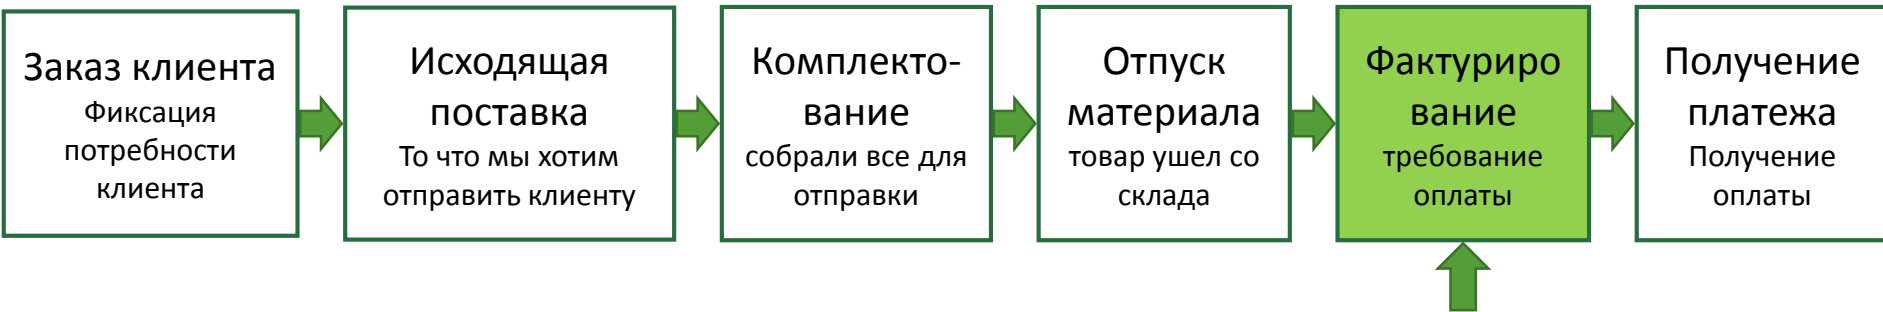 Заказ клиента
Фиксация
потребности
клиента
Исходящая
поставка
То что мы хотим
отправить клиенту
Комплекто-
вание
собрали все для
отправки
Отпуск
материала
товар ушел со
склада
Фактуриро
вание
требование
оплаты
Получение
платежа
Получение
оплаты